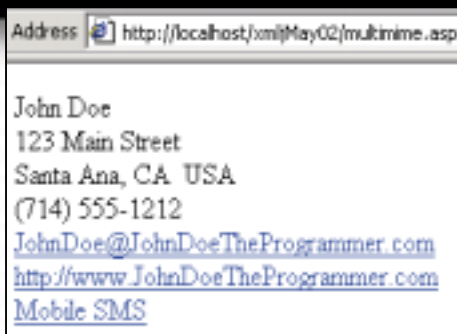 Address http://localhost/xmljMay02/multimime.asp
John Doe
123 Main Street
Santa Ana, CA USA
(714) 555-1212
JohnDoe@JohnDoeTheProgrammer.com
http://www.JohnDoeTheProgrammer.com
Mobile SMS